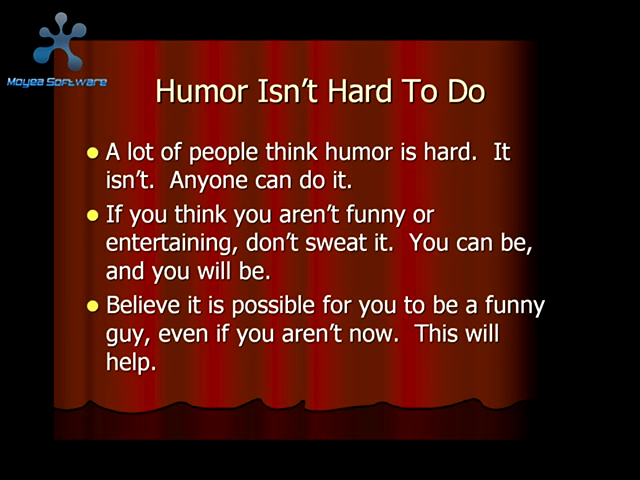 Moyea Software
Humor Isn't Hard To Do
A lot of people think humor is hard.  It
isn't.  Anyone can do it.
If you think you aren't funny or
entertaining, don't sweat it.  You can be,
and you will be.
Believe it is possible for you to be a funny
guy, even if you aren't now.  This will
help.